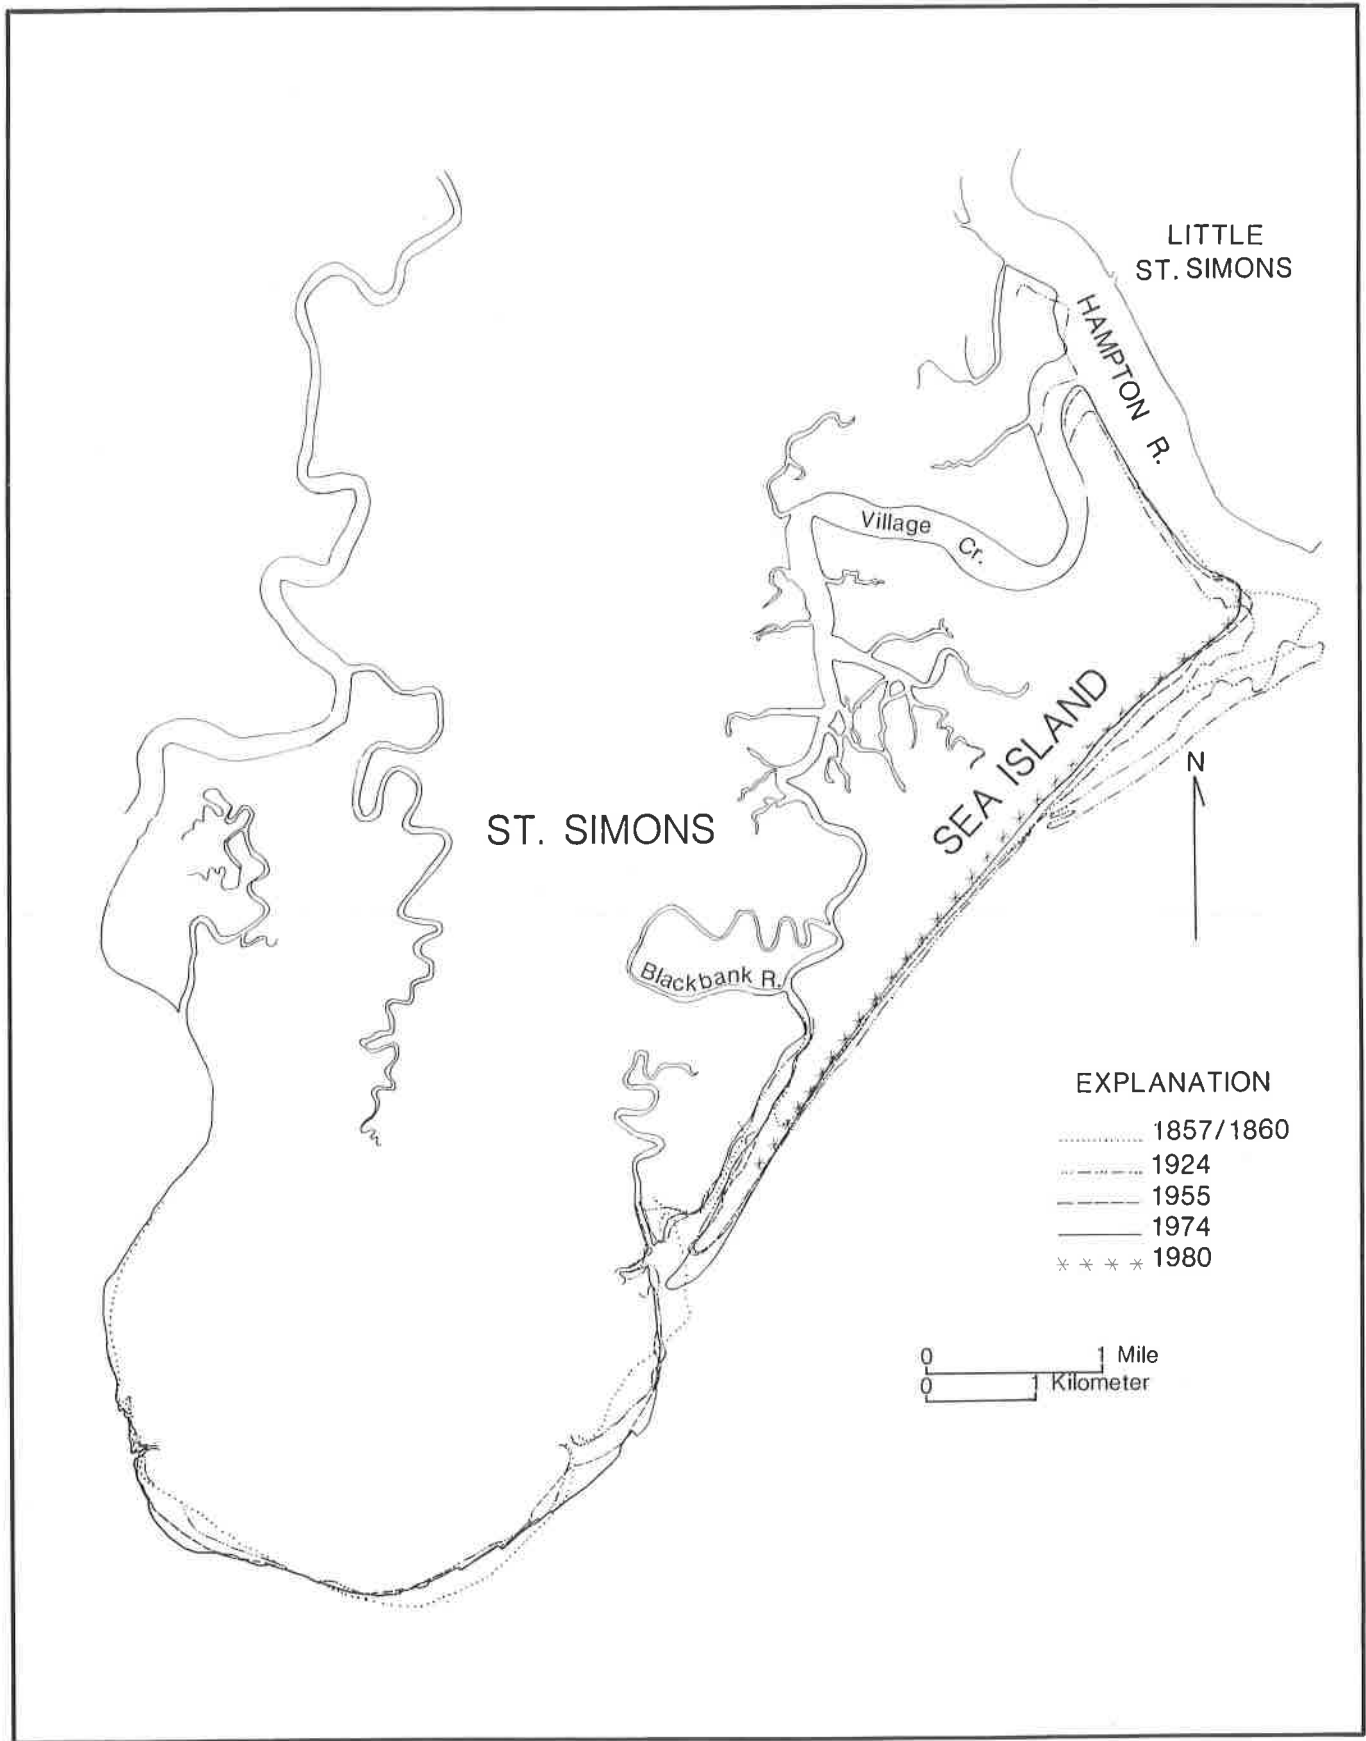 LITTLE
ST. SIMONS
HAMPTON R.
Village Cr.
SEA ISLAND
N
ST. SIMONS
Blackbank R.
EXPLANATION
1857/1860
1924
1955
1974
1980
0 1 Mile
0 1 Kilometer